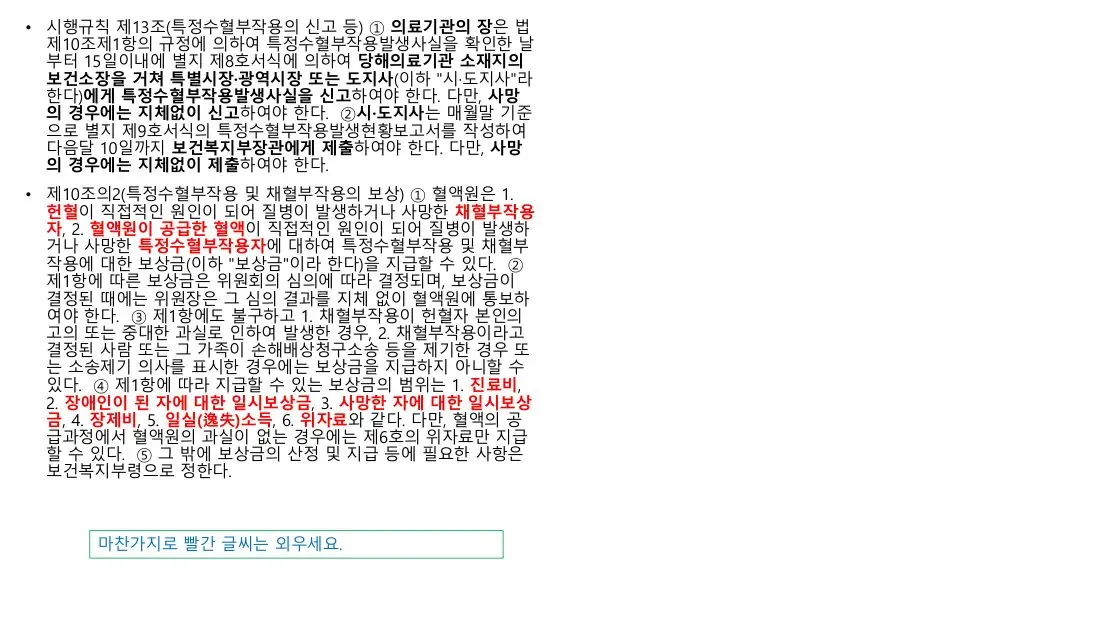 • 시행규칙 제13조(특정수혈부작용의 신고 등) ① 의료기관의 장은 법
제10조제1항의 규정에 의하여 특정수혈부작용발생사실을 확인한 날
부터 15일이내에 별지 제8호서식에 의하여 당해의료기관 소재지의
보건소장을 거쳐 특별시장·광역시장 또는 도지사(이하 "시·도지사"라
한다)에게 특정수혈부작용발생사실을 신고하여야 한다. 다만, 사망
의 경우에는 지체없이 신고하여야 한다. ②시·도지사는 매월말 기준
으로 별지 제9호서식의 특정수혈부작용발생현황보고서를 작성하여
다음달 10일까지 보건복지부장관에게 제출하여야 한다. 다만, 사망
의 경우에는 지체없이 제출하여야 한다.
• 제10조의2(특정수혈부작용 및 채혈부작용의 보상) ① 혈액원은 1.
헌혈이 직접적인 원인이 되어 질병이 발생하거나 사망한 채혈부작용
자, 2. 혈액원이 공급한 혈액이 직접적인 원인이 되어 질병이 발생하
거나 사망한 특정수혈부작용자에 대하여 특정수혈부작용 및 채혈부
작용에 대한 보상금(이하 "보상금"이라 한다)을 지급할 수 있다. ②
제1항에 따른 보상금은 위원회의 심의에 따라 결정되며, 보상금이
결정된 때에는 위원장은 그 심의 결과를 지체 없이 혈액원에 통보하
여야 한다. ③ 제1항에도 불구하고 1. 채혈부작용이 헌혈자 본인의
고의 또는 중대한 과실로 인하여 발생한 경우, 2. 채혈부작용이라고
결정된 사람 또는 그 가족이 손해배상청구소송 등을 제기한 경우 또
는 소송제기 의사를 표시한 경우에는 보상금을 지급하지 아니할 수
있다. ④ 제1항에 따라 지급할 수 있는 보상금의 범위는 1. 진료비,
2. 장애인이 된 자에 대한 일시보상금, 3. 사망한 자에 대한 일시보상
금, 4. 장제비, 5. 일실(逸失)소득, 6. 위자료와 같다. 다만, 혈액의 공
급과정에서 혈액원의 과실이 없는 경우에는 제6호의 위자료만 지급
할 수 있다. ⑤ 그 밖에 보상금의 산정 및 지급 등에 필요한 사항은
보건복지부령으로 정한다.
마찬가지로 빨간 글씨는 외우세요.